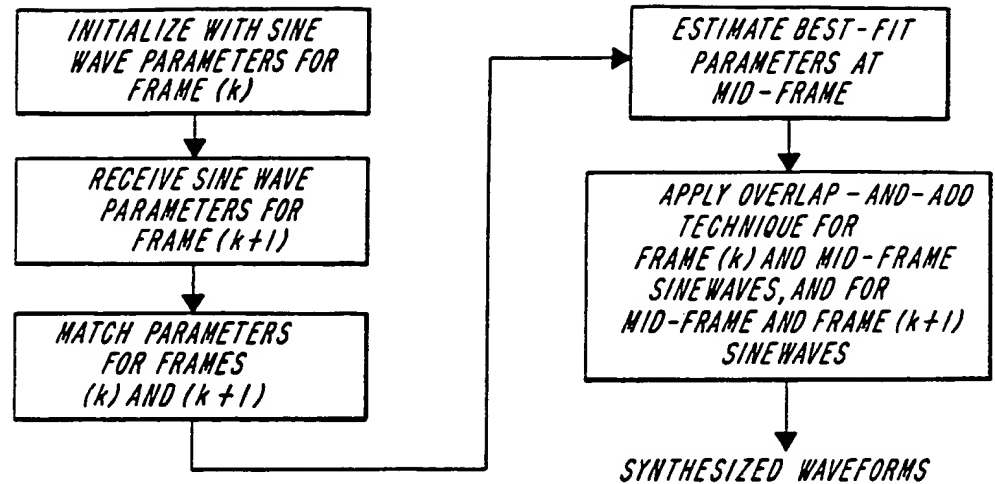 INITIALIZE WITH SINE
WAVE PARAMETERS FOR
FRAME (k)
RECEIVE SINE WAVE
PARAMETERS FOR
FRAME (k+1)
MATCH PARAMETERS
FOR FRAMES
(k) AND (k+1)
ESTIMATE BEST-FIT
PARAMETERS AT
MID-FRAME
APPLY OVERLAP-AND-ADD
TECHNIQUE FOR
FRAME (k) AND MID-FRAME
SINEWAVES, AND FOR
MID-FRAME AND FRAME (k+1)
SINEWAVES
SYNTHESIZED WAVEFORMS